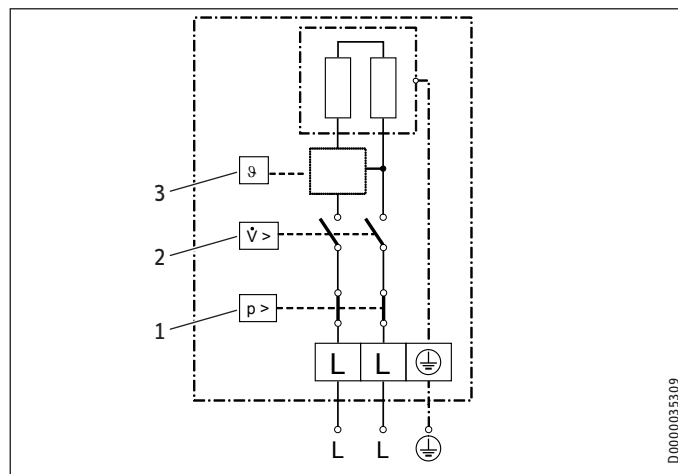 3 ϑ
2 V̇ >
1 p >
L L
L L
D0000035309